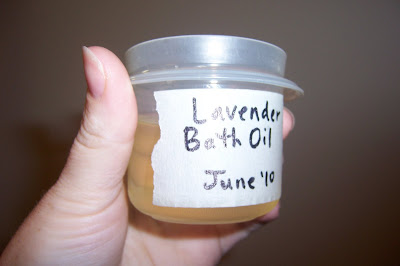 Lavender
Bath Oil
June '10